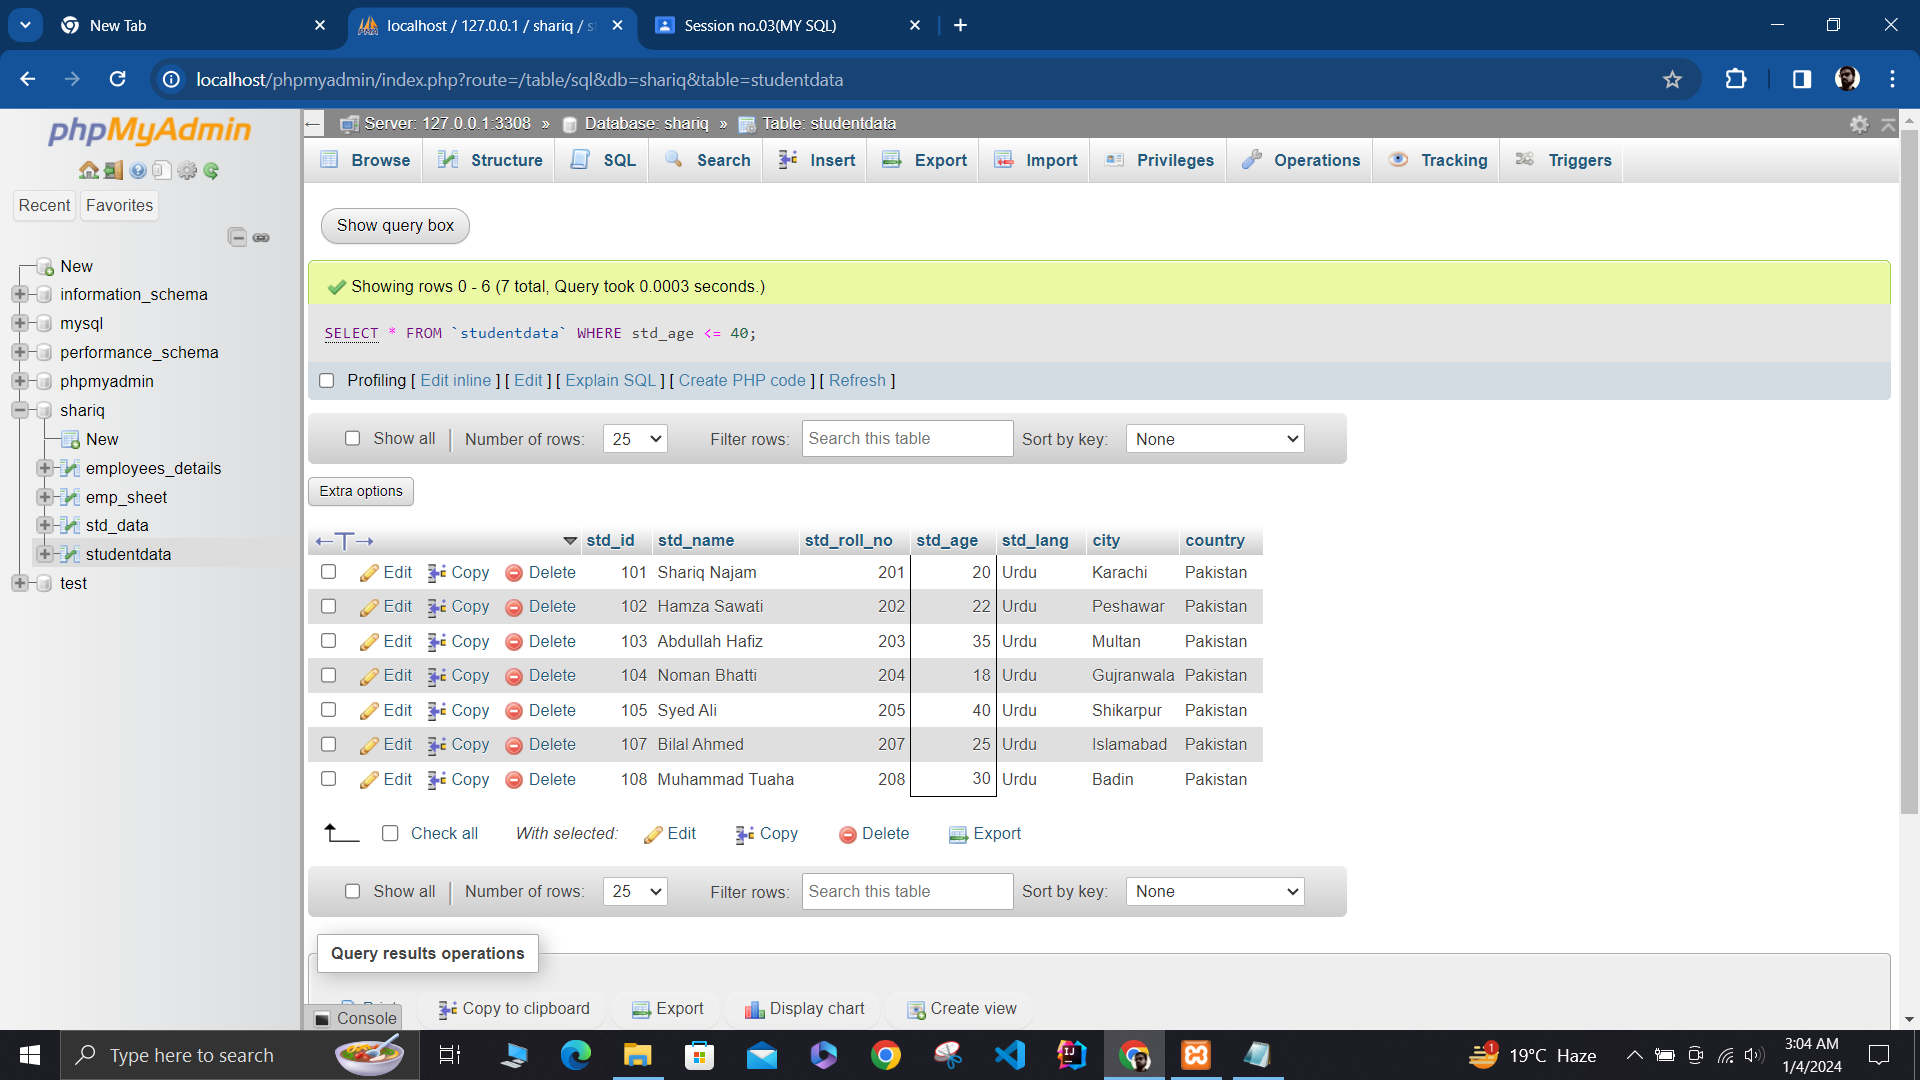 New Tab
localhost / 127.0.0.1 / shariq / s
Session no.03(MY SQL)
localhost/phpmyadmin/index.php?route=/table/sql&db=shariq&table=studentdata
phpMyAdmin
Recent Favorites
New
information_schema
mysql
performance_schema
phpmyadmin
shariq
New
employees_details
emp_sheet
std_data
studentdata
test
Server: 127.0.0.1:3308 » Database: shariq » Table: studentdata
Browse Structure SQL Search Insert Export Import Privileges Operations Tracking Triggers
Show query box
Showing rows 0 - 6 (7 total, Query took 0.0003 seconds.)
SELECT * FROM `studentdata` WHERE std_age <= 40;
Profiling [ Edit inline ] [ Edit ] [ Explain SQL ] [ Create PHP code ] [ Refresh ]
Show all Number of rows: 25 Filter rows: Search this table Sort by key: None
Extra options
std_id std_name std_roll_no std_age std_lang city country
Edit Copy Delete 101 Shariq Najam 201 20 Urdu Karachi Pakistan
Edit Copy Delete 102 Hamza Sawati 202 22 Urdu Peshawar Pakistan
Edit Copy Delete 103 Abdullah Hafiz 203 35 Urdu Multan Pakistan
Edit Copy Delete 104 Noman Bhatti 204 18 Urdu Gujranwala Pakistan
Edit Copy Delete 105 Syed Ali 205 40 Urdu Shikarpur Pakistan
Edit Copy Delete 107 Bilal Ahmed 207 25 Urdu Islamabad Pakistan
Edit Copy Delete 108 Muhammad Tuaha 208 30 Urdu Badin Pakistan
Check all With selected: Edit Copy Delete Export
Show all Number of rows: 25 Filter rows: Search this table Sort by key: None
Query results operations
Print Copy to clipboard Export Display chart Create view
Console
Type here to search
1
19°C Haze
3:04 AM
1/4/2024